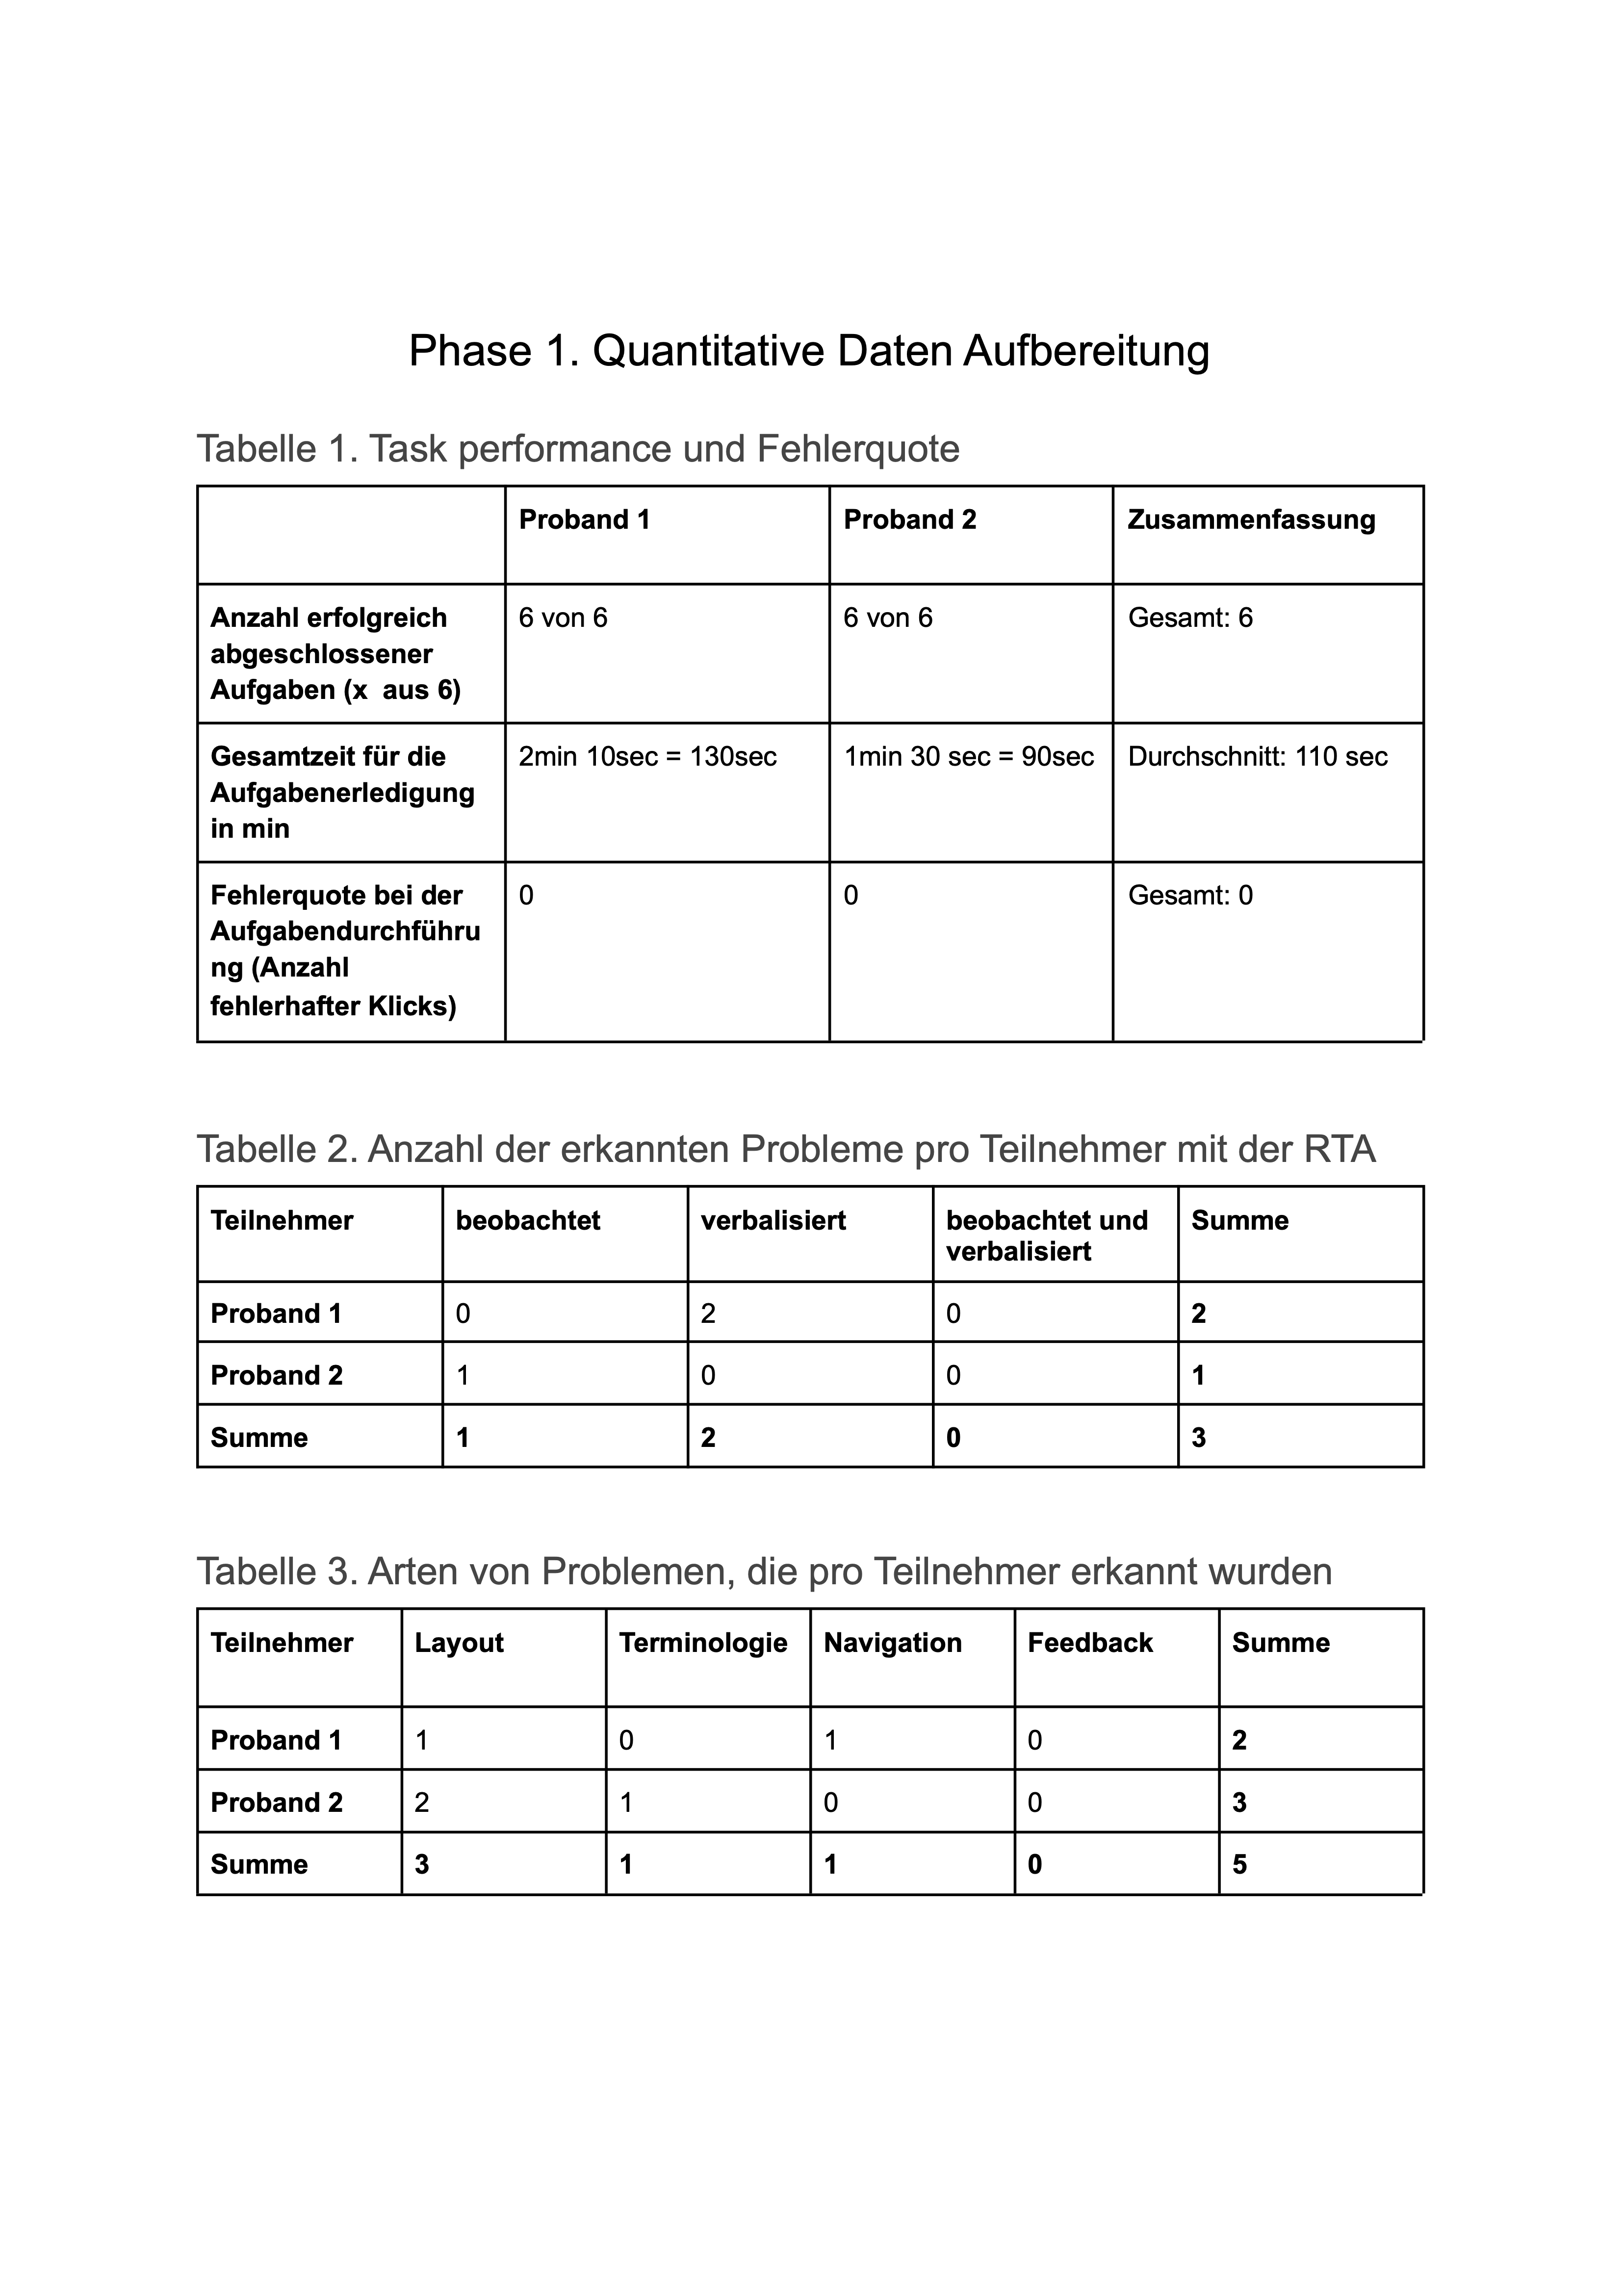 Phase 1. Quantitative Daten Aufbereitung
Tabelle 1. Task performance und Fehlerquote
Proband 1 Proband 2 Zusammenfassung
Anzahl erfolgreich 6 von 6 6 von 6 Gesamt: 6
abgeschlossener
Aufgaben (x  aus 6)
Gesamtzeit für die 2min 10sec = 130sec 1min 30 sec = 90sec Durchschnitt: 110 sec
Aufgabenerledigung
in min
Fehlerquote bei der 0 0 Gesamt: 0
Aufgabendurchführu
ng (Anzahl
fehlerhafter Klicks)
Tabelle 2. Anzahl der erkannten Probleme pro Teilnehmer mit der RTA
Teilnehmer beobachtet verbalisiert beobachtet und Summe
verbalisiert
Proband 1 0 2 0 2
Proband 2 1 0 0 1
Summe 1 2 0 3
Tabelle 3. Arten von Problemen, die pro Teilnehmer erkannt wurden
Teilnehmer Layout Terminologie Navigation Feedback Summe
Proband 1 1 0 1 0 2
Proband 2 2 1 0 0 3
Summe 3 1 1 0 5